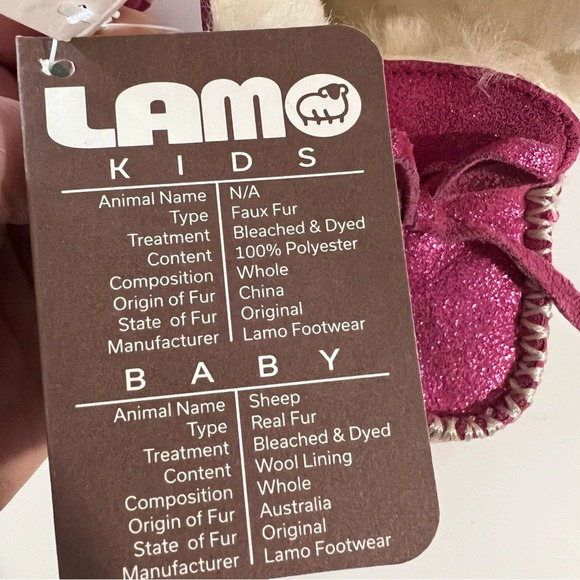 LAMO
KIDS
Animal Name N/A
Type Faux Fur
Treatment Bleached & Dyed
Content 100% Polyester
Composition Whole
Origin of Fur China
State of Fur Original
Manufacturer Lamo Footwear
BABY
Animal Name Sheep
Type Real Fur
Treatment Bleached & Dyed
Content Wool Lining
Composition Whole
Origin of Fur Australia
State of Fur Original
Manufacturer Lamo Footwear